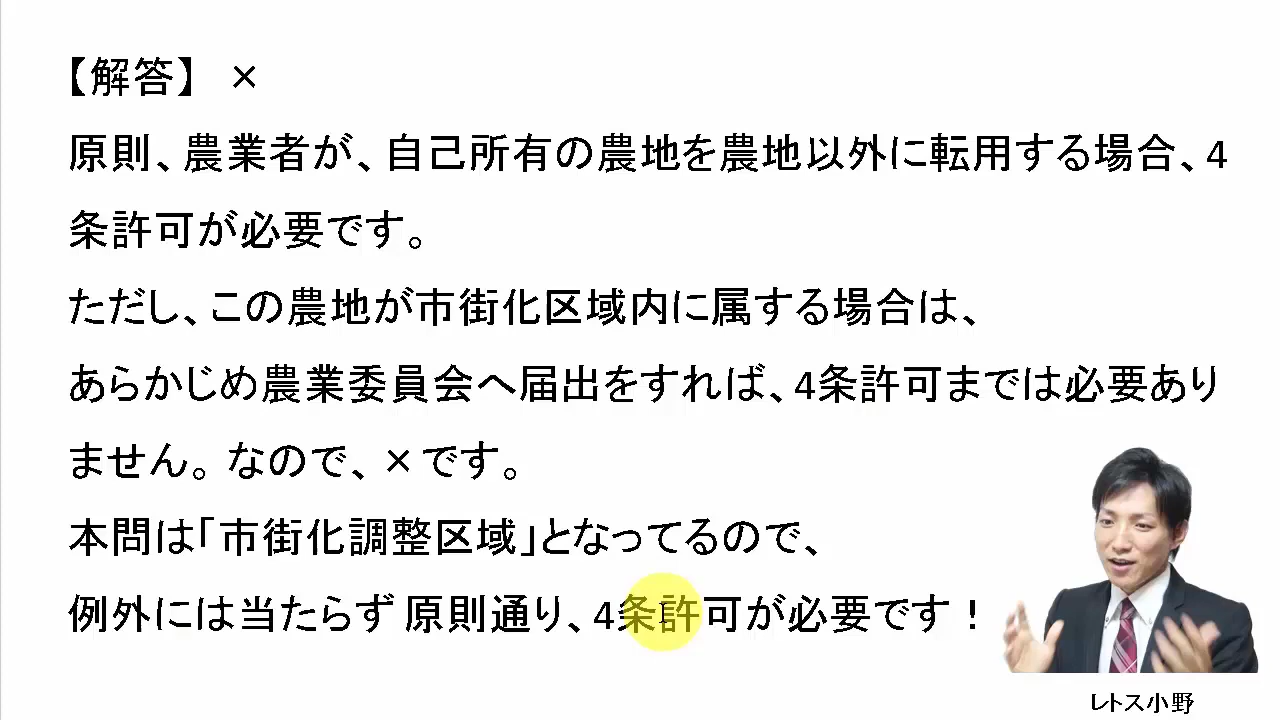 【解答】 ×
原則、農業者が、自己所有の農地を農地以外に転用する場合、4
条許可が必要です。
ただし、この農地が市街化区域内に属する場合は、
あらかじめ農業委員会へ届出をすれば、4条許可までは必要あり
ません。なので、×です。
本問は「市街化調整区域」となってるので、
例外には当たらず 原則通り、4条許可が必要です！
レトス小野